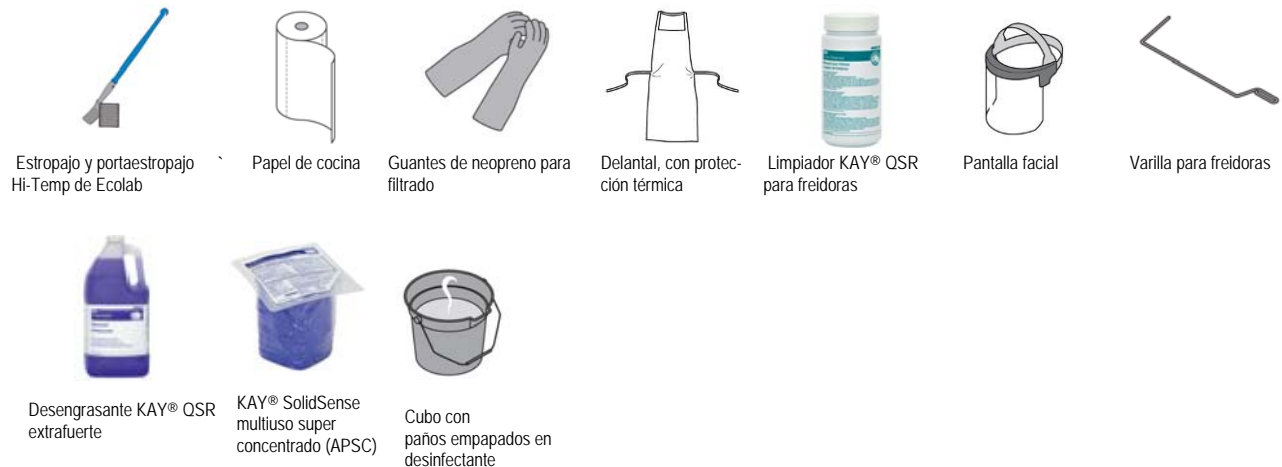 Estropajo y portaestropajo `
Hi-Temp de Ecolab
Papel de cocina
Guantes de neopreno para
filtrado
Delantal, con protec-
ción térmica
Limpiador KAY® QSR
para freidoras
Pantalla facial
Varilla para freidoras
Desengrasante KAY® QSR
extrafuerte
KAY® SolidSense
multiuso super
concentrado (APSC)
Cubo con
paños empapados en
desinfectante